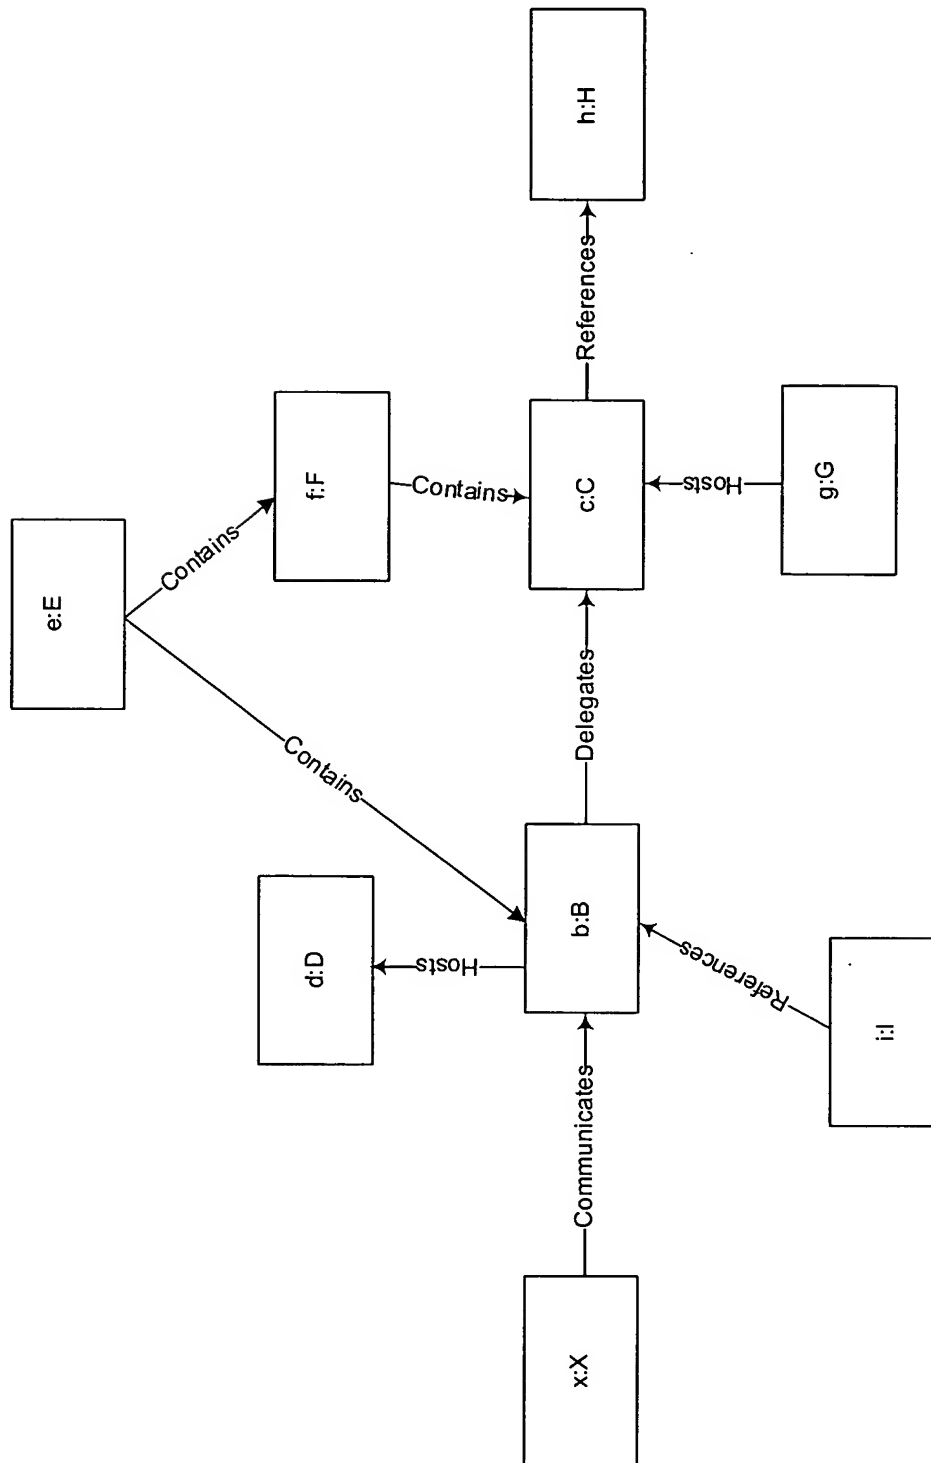 h:H
References
e:E
Contains
f:F
Contains
c:C
Hosts
g:G
Contains
Delegates
d:D
Hosts
b:B
References
i:I
Communicates
x:X